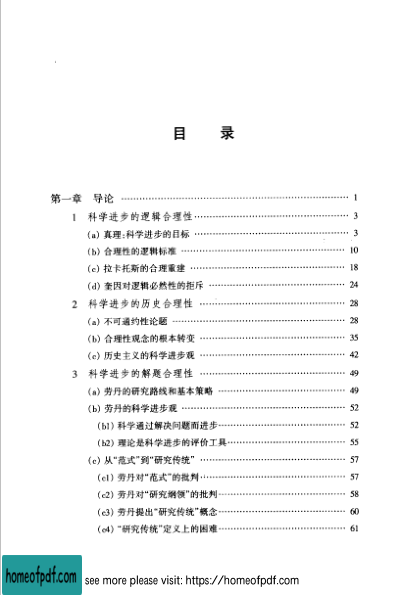 目 录
第一章 导论 …… 1
1 科学进步的逻辑合理性 …… 3
(a) 真理:科学进步的目标 …… 3
(b) 合理性的逻辑标准 …… 10
(c) 拉卡托斯的合理重建 …… 18
(d) 奎因对逻辑必然性的拒斥 …… 24
2 科学进步的历史合理性 …… 28
(a) 不可通约性论题 …… 28
(b) 合理性观念的根本转变 …… 35
(c) 历史主义的科学进步观 …… 42
3 科学进步的解题合理性 …… 49
(a) 劳丹的研究路线和基本策略 …… 49
(b) 劳丹的科学进步观 …… 52
(b1) 科学通过解决问题而进步 …… 52
(b2) 理论是科学进步的评价工具 …… 55
(c) 从“范式”到“研究传统” …… 57
(c1) 劳丹对“范式”的批判 …… 57
(c2) 劳丹对“研究纲领”的批判 …… 58
(c3) 劳丹提出“研究传统”概念 …… 60
(c4) “研究传统”定义上的困难 …… 61
homeofpdf.com see more please visit: https://homeofpdf.com